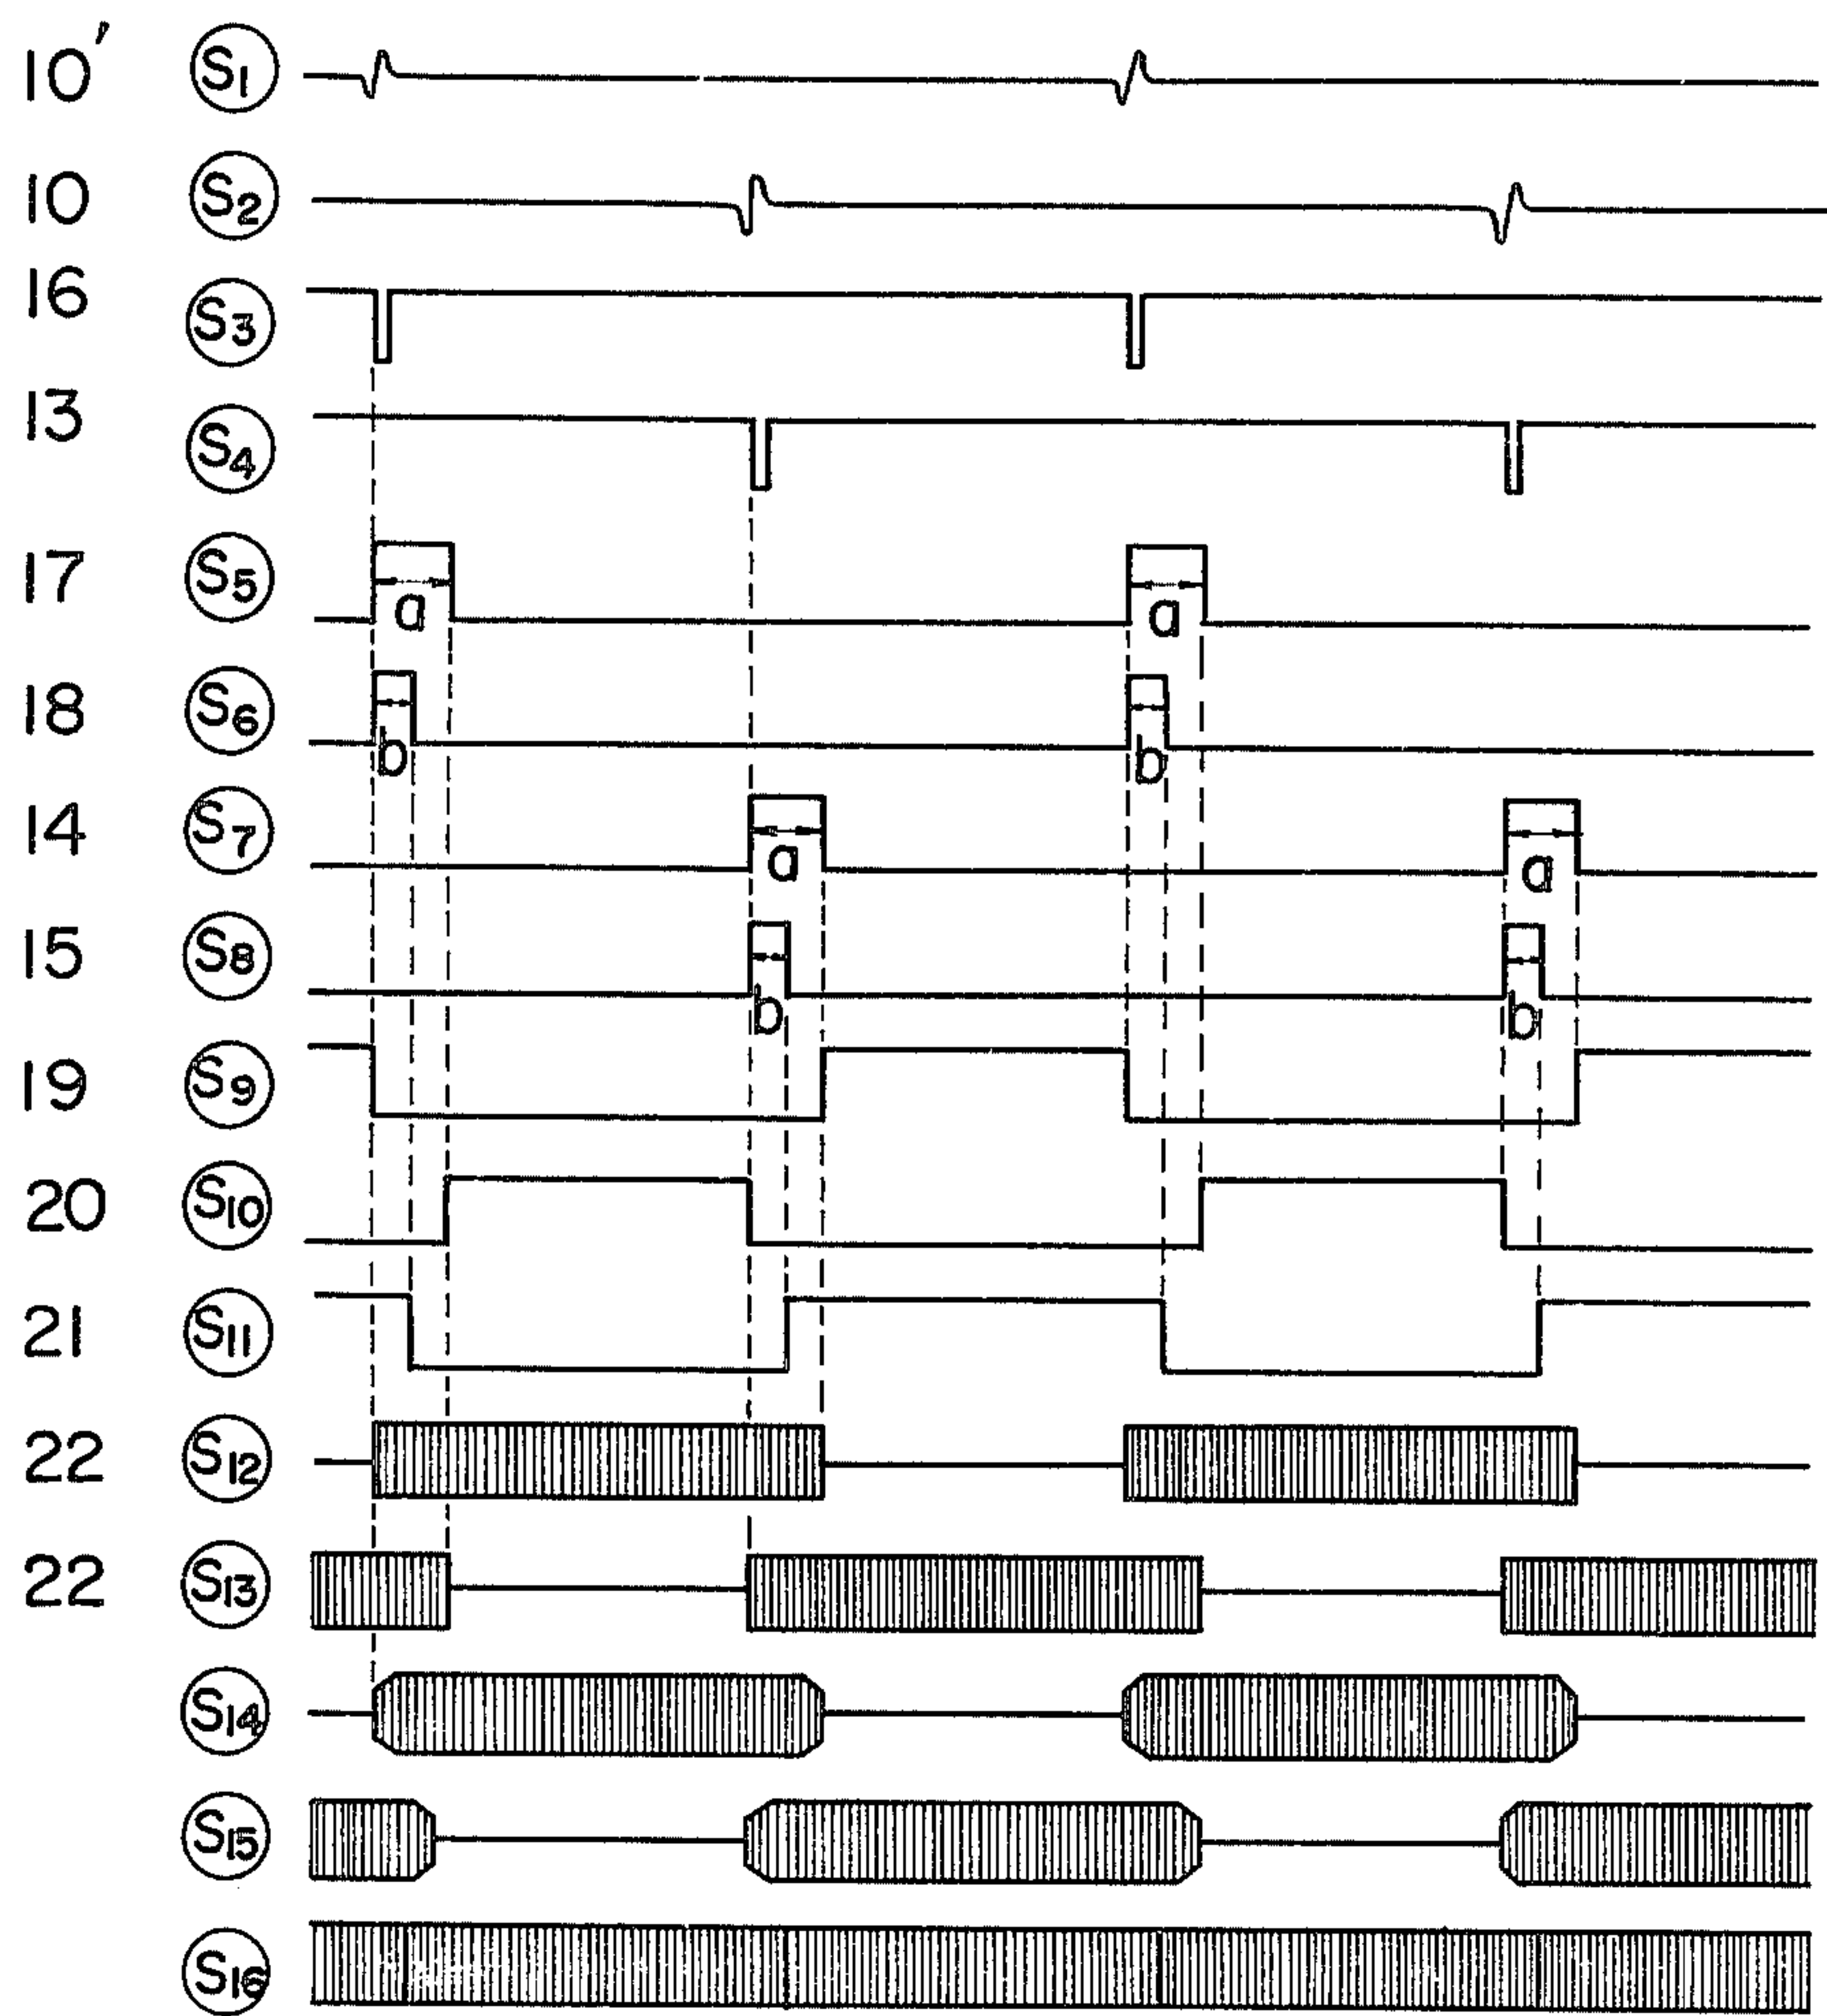 10' S1
10 S2
16 S3
13 S4
17 S5 a a
18 S6 b b
14 S7 a a
15 S8 b b
19 S9
20 S10
21 S11
22 S12
22 S13
S14
S15
S16